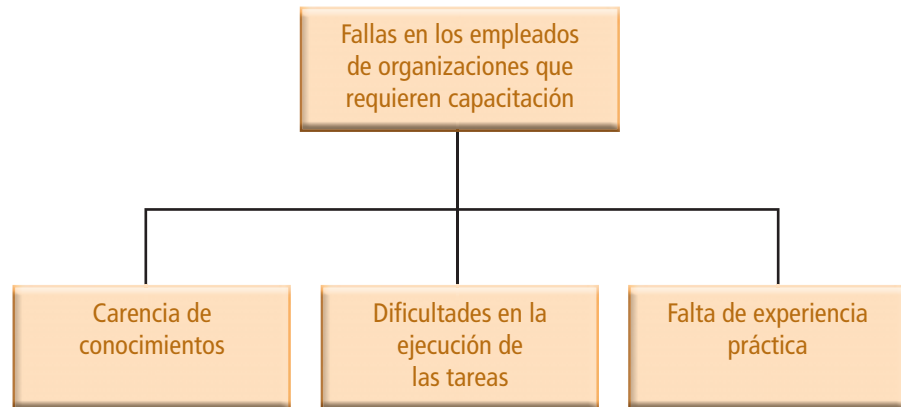 Fallas en los empleados
de organizaciones que
requieren capacitación
Carencia de
conocimientos
Dificultades en la
ejecución de
las tareas
Falta de experiencia
práctica